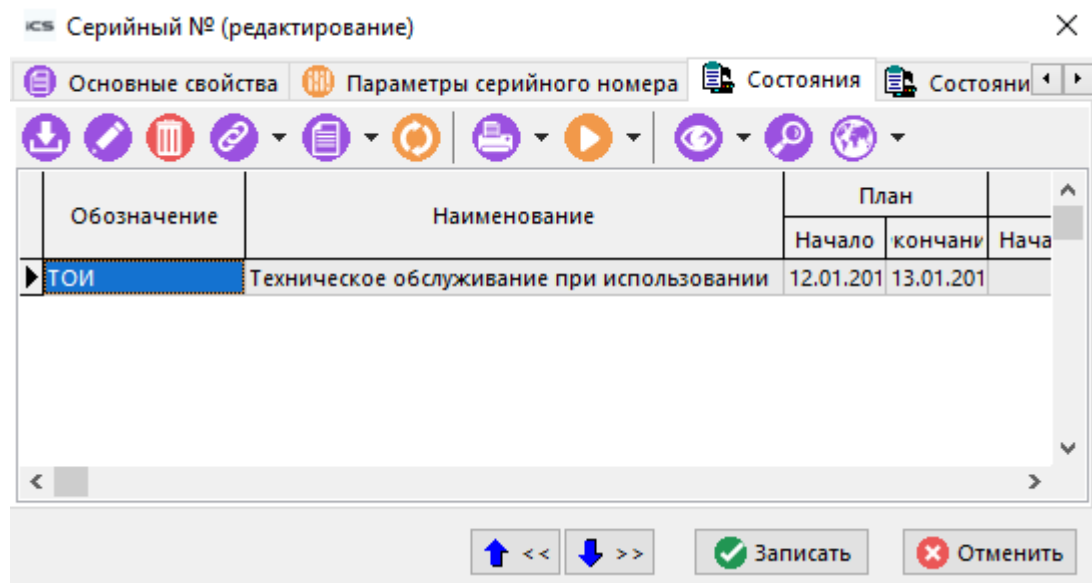 iCS Серийный № (редактирование)
Основные свойства Параметры серийного номера Состояния Состояни
План
Обозначение Наименование
Начало кончани Нача
ТОИ Техническое обслуживание при использовании 12.01.201 13.01.201
<< >> Записать Отменить